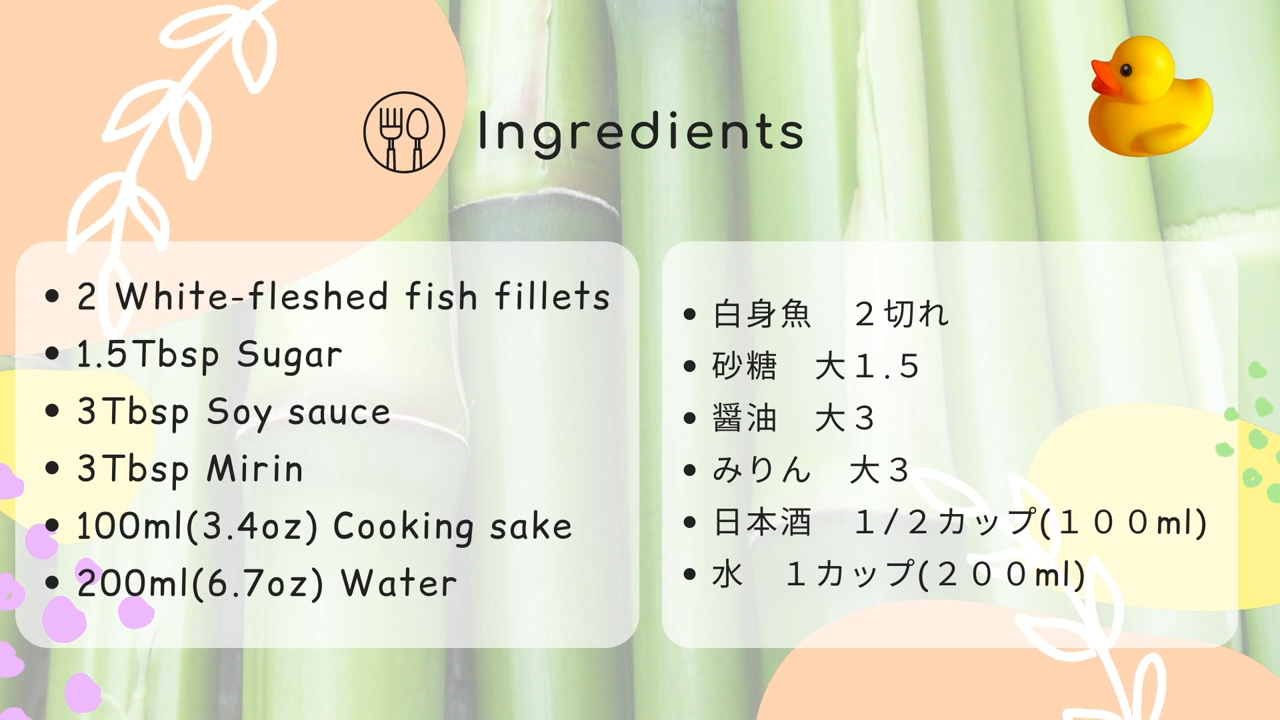 Ingredients
• 2 White-fleshed fish fillets
• 1.5Tbsp Sugar
• 3Tbsp Soy sauce
• 3Tbsp Mirin
• 100ml(3.4oz) Cooking sake
• 200ml(6.7oz) Water
• 白身魚　２切れ
• 砂糖　大１.５
• 醤油　大３
• みりん　大３
• 日本酒　１/２カップ(１００ml)
• 水　１カップ(２００ml)